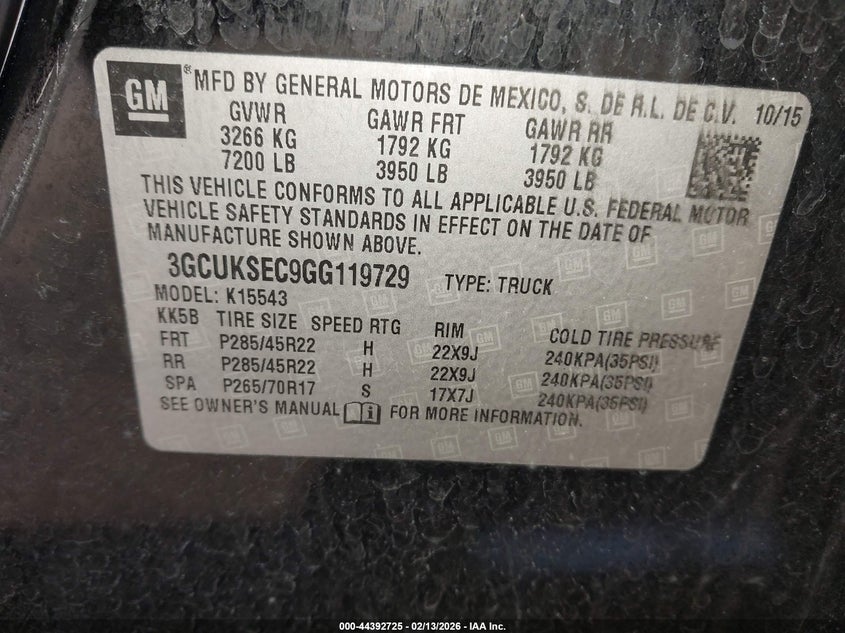 GM ® MFD BY GENERAL MOTORS DE MEXICO, S. DE R.L. DE C.V. 10/15
GVWR GAWR FRT GAWR RR
3266 KG 1792 KG 1792 KG
7200 LB 3950 LB 3950 LB
THIS VEHICLE CONFORMS TO ALL APPLICABLE U.S. FEDERAL MOTOR
VEHICLE SAFETY STANDARDS IN EFFECT ON THE DATE OF
MANUFACTURE SHOWN ABOVE.
3GCUKSEC9GG119729 TYPE: TRUCK
MODEL: K15543
KK5B TIRE SIZE SPEED RTG RIM COLD TIRE PRESSURE
FRT P285/45R22 H 22X9J 240KPA(35PSI)
RR P285/45R22 H 22X9J 240KPA(35PSI)
SPA P265/70R17 S 17X7J 240KPA(35PSI)
SEE OWNER'S MANUAL i FOR MORE INFORMATION.
000-44392725 - 02/13/2026 - IAA Inc.